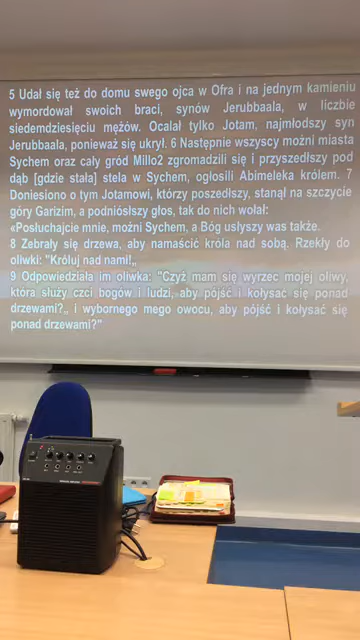 5 Udał się też do domu swego ojca w Ofra i na jednym kamieniu
wymordował swoich braci, synów Jerubbaala, w liczbie
siedemdziesięciu mężów. Ocalał tylko Jotam, najmłodszy syn
Jerubbaala, ponieważ się ukrył. 6 Następnie wszyscy możni miasta
Sychem oraz cały gród Millo2 zgromadzili się i przyszedłszy pod
dąb [gdzie stała] stela w Sychem, ogłosili Abimeleka królem. 7
Doniesiono o tym Jotamowi, który poszedłszy, stanął na szczycie
góry Garizim, a podniósłszy głos, tak do nich wołał:
«Posłuchajcie mnie, możni Sychem, a Bóg usłyszy was także.
8 Zebrały się drzewa, aby namaścić króla nad sobą. Rzekły do
oliwki: "Króluj nad nami!„
9 Odpowiedziała im oliwka: "Czyż mam się wyrzec mojej oliwy,
która służy czci bogów i ludzi, aby pójść i kołysać się ponad
drzewami?„ i wybornego mego owocu, aby pójść i kołysać się
ponad drzewami?"